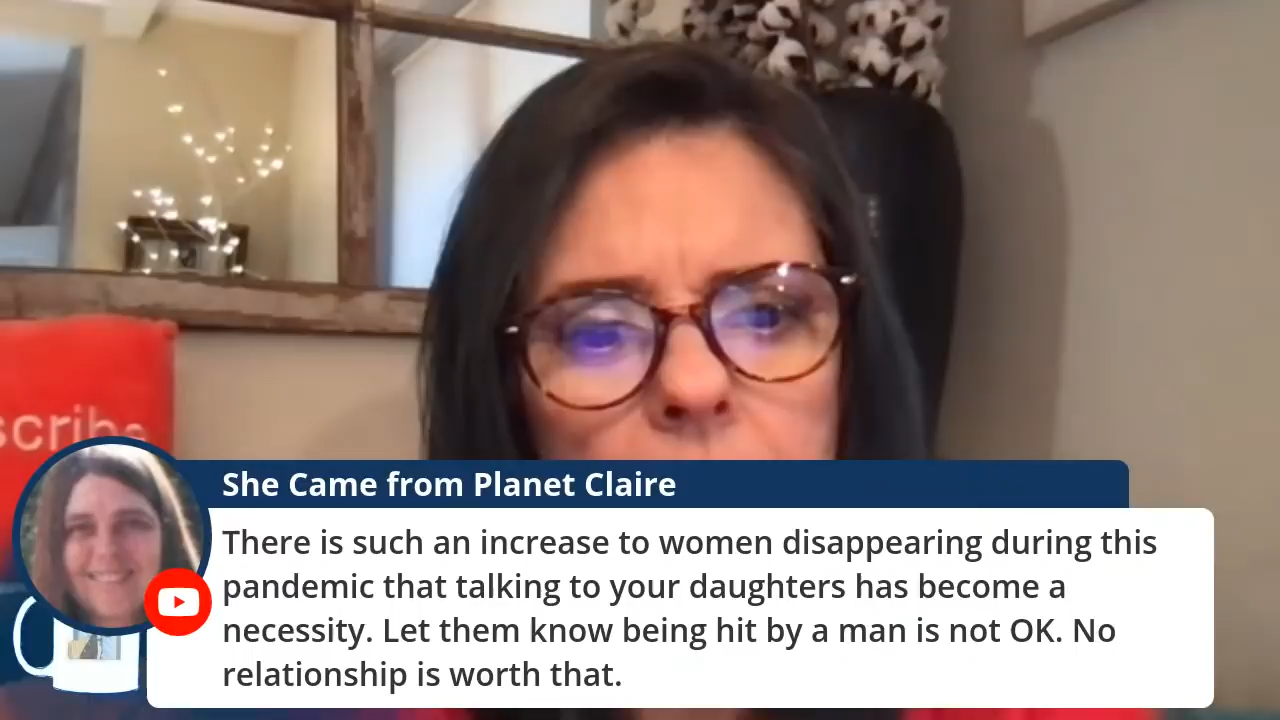 scribe
She Came from Planet Claire
There is such an increase to women disappearing during this
pandemic that talking to your daughters has become a
necessity. Let them know being hit by a man is not OK. No
relationship is worth that.